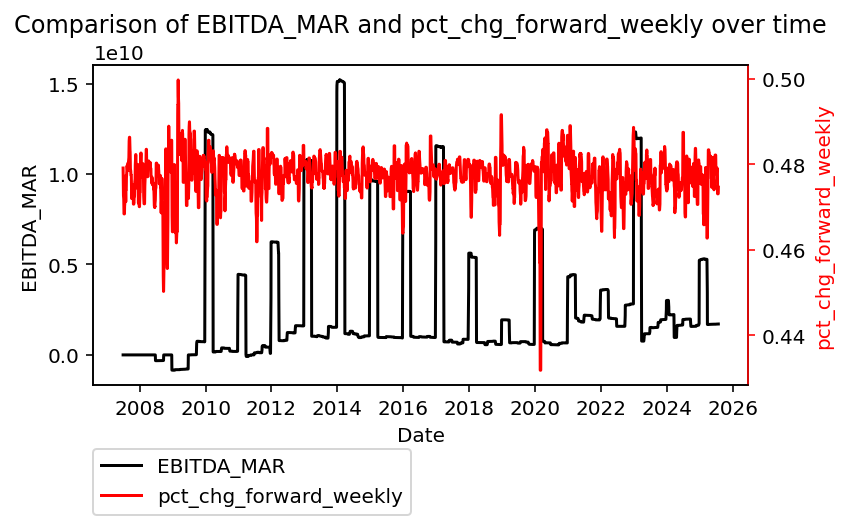 Comparison of EBITDA_MAR and pct_chg_forward_weekly over time
1e10
1.5
1.0
0.5
0.0
EBITDA_MAR
0.50
0.48
0.46
0.44
pct_chg_forward_weekly
2008 2010 2012 2014 2016 2018 2020 2022 2024 2026
Date
EBITDA_MAR
pct_chg_forward_weekly